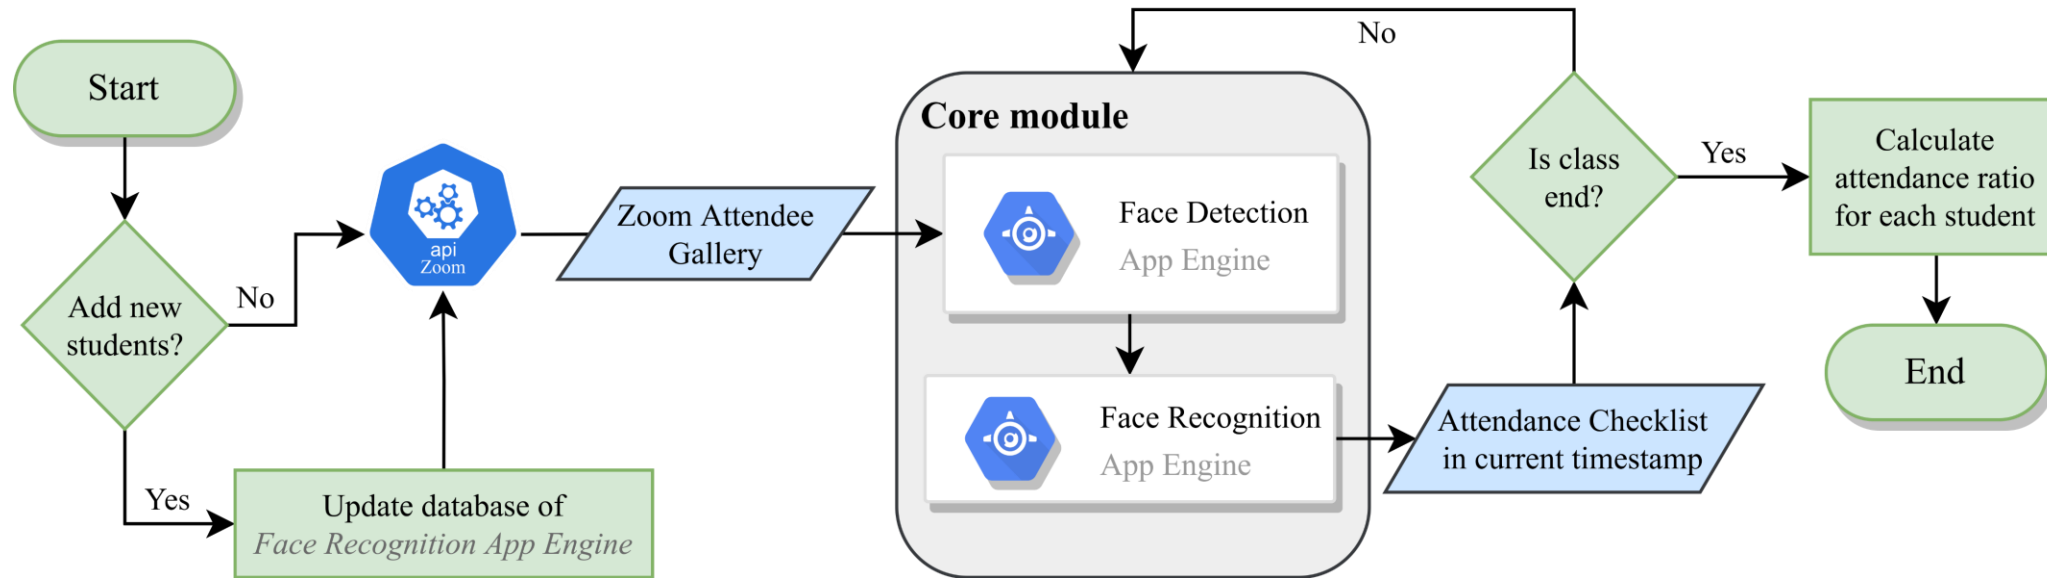 Start
Add new
students?
No
Yes
Update database of
Face Recognition App Engine
api
Zoom
Zoom Attendee
Gallery
Core module
Face Detection
App Engine
Face Recognition
App Engine
Attendance Checklist
in current timestamp
Is class
end?
No
Yes
Calculate
attendance ratio
for each student
End